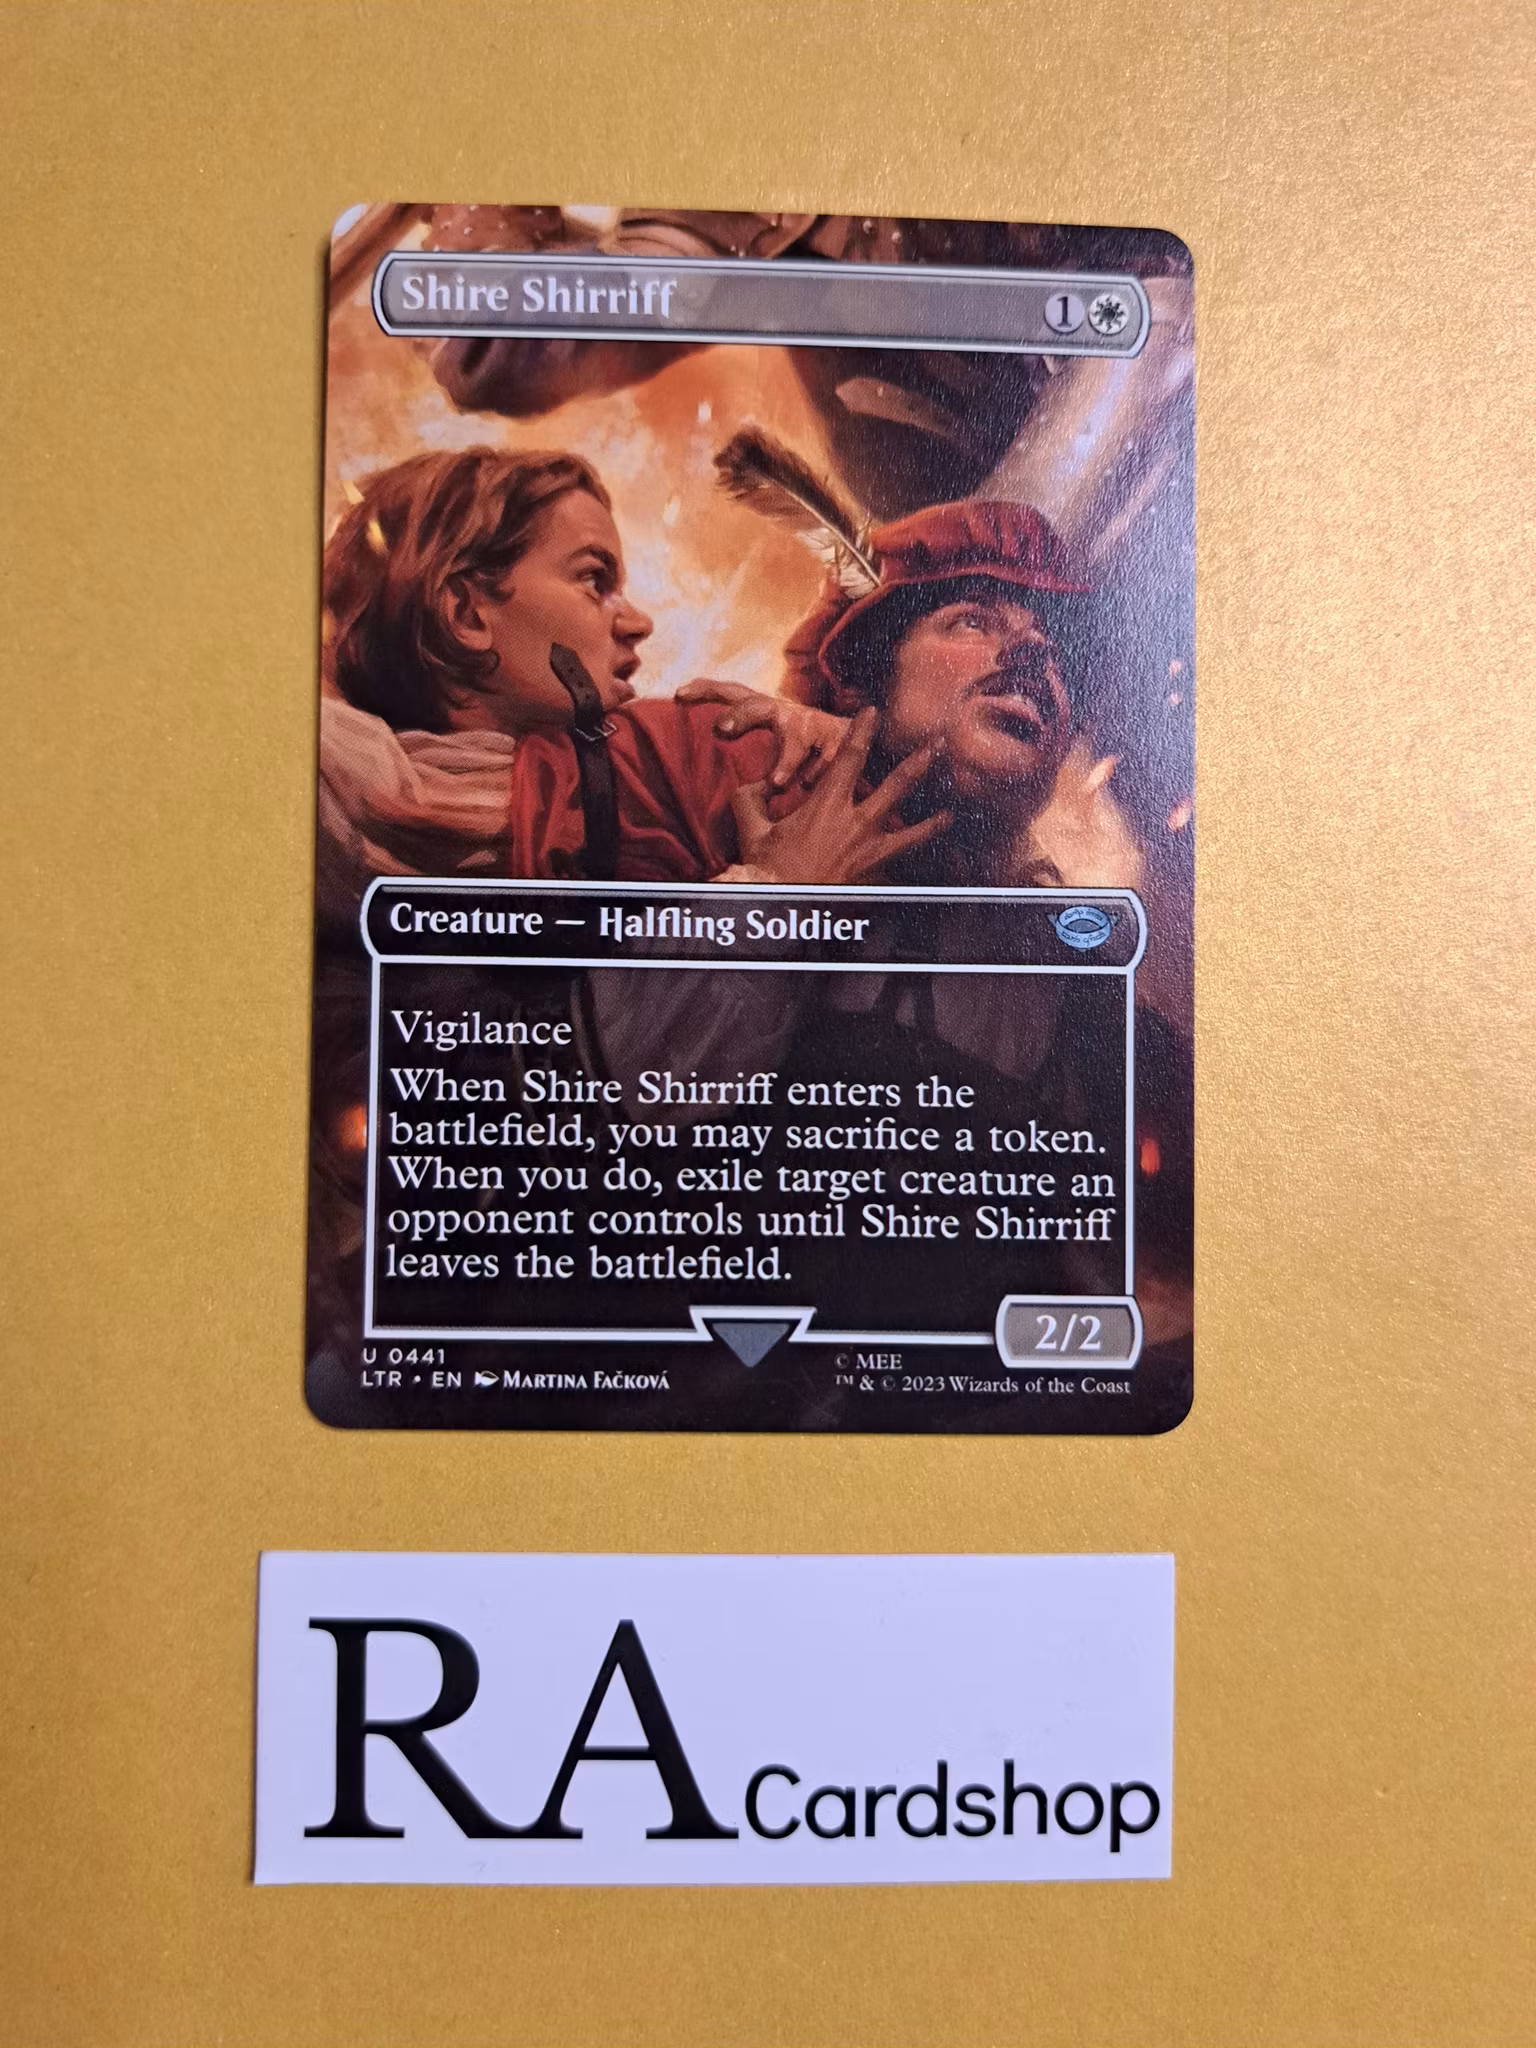 Shire Shirriff 1
Creature — Halfling Soldier
Vigilance
When Shire Shirriff enters the
battlefield, you may sacrifice a token.
When you do, exile target creature an
opponent controls until Shire Shirriff
leaves the battlefield.
2/2
U 0441
LTR • EN MARTINA FAČKOVÁ
© MEE
™ & © 2023 Wizards of the Coast
RA Cardshop